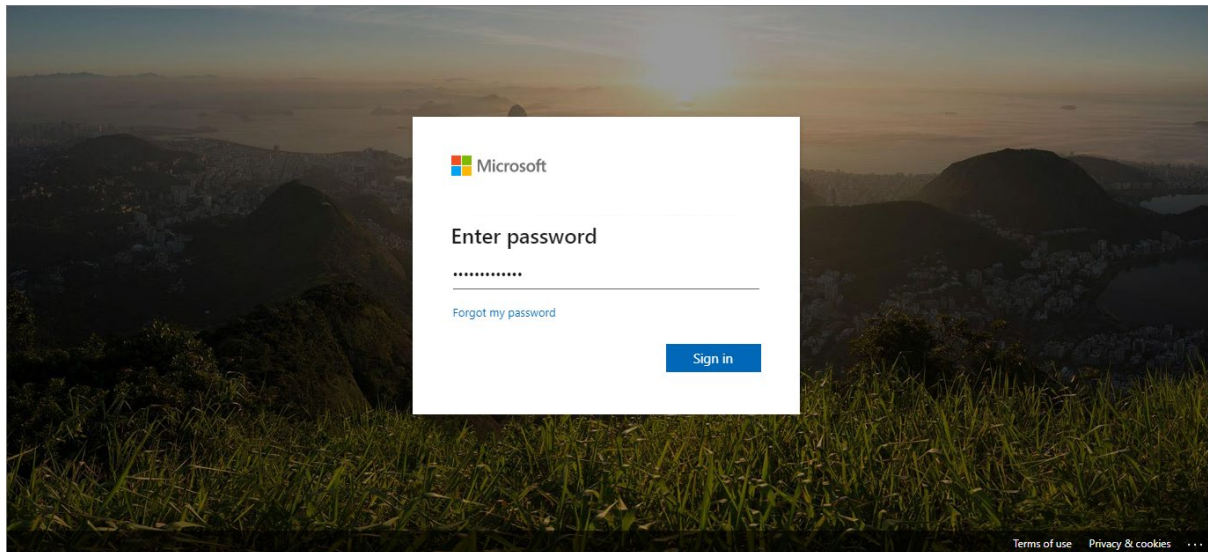 Microsoft
Enter password
•••••••••••••
Forgot my password
Sign in
Terms of use Privacy & cookies ...